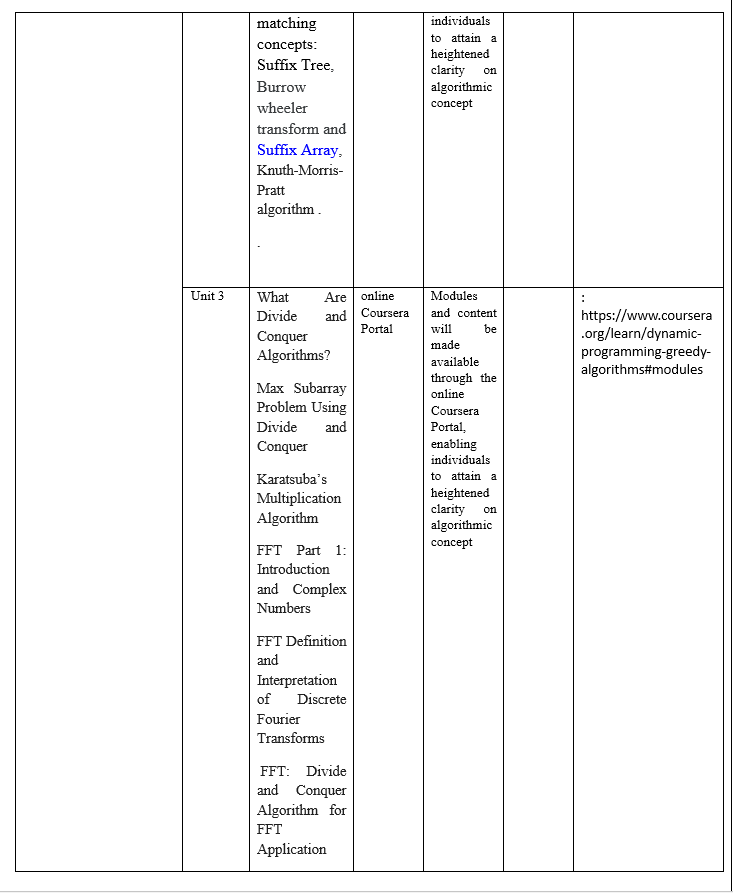 matching
concepts:
Suffix Tree,
Burrow
wheeler
transform and
Suffix Array,
Knuth-Morris-
Pratt
algorithm .
.
individuals
to attain a
heightened
clarity on
algorithmic
concept
Unit 3
What Are
Divide and
Conquer
Algorithms?
Max Subarray
Problem Using
Divide and
Conquer
Karatsuba’s
Multiplication
Algorithm
FFT Part 1:
Introduction
and Complex
Numbers
FFT Definition
and
Interpretation
of Discrete
Fourier
Transforms
FFT: Divide
and Conquer
Algorithm for
FFT
Application
online
Coursera
Portal
Modules
and content
will be
made
available
through the
online
Coursera
Portal,
enabling
individuals
to attain a
heightened
clarity on
algorithmic
concept
:
https://www.coursera
.org/learn/dynamic-
programming-greedy-
algorithms#modules